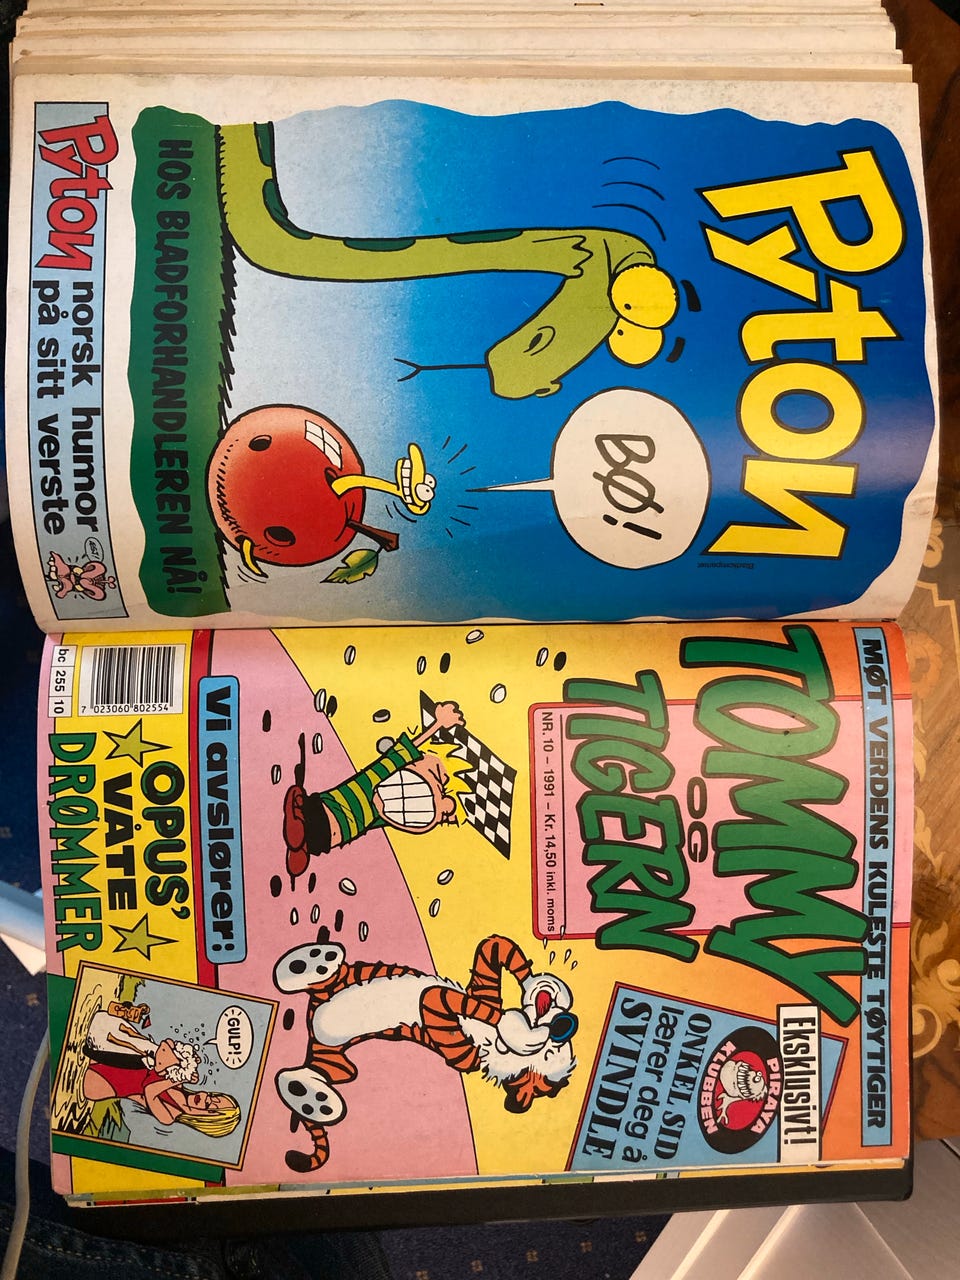 Pyton
BØ!
Bladkompaniet
HOS BLADFORHANDLEREN NÅ!
Pyton norsk humor
på sitt verste
ÆSJ!
MØT VERDENS KULESTE TØYTIGER
TOMMY
OG
TIGERN
NR. 10 – 1991 – Kr. 14,50 inkl. moms
Eksklusivt!
PIRAYA
KLUBBEN
ONKEL SID
lærer deg å
SVINDLE
Vi avslører:
OPUS'
VÅTE
DRØMMER
GULP!
7 023060 802554
bc 255 10